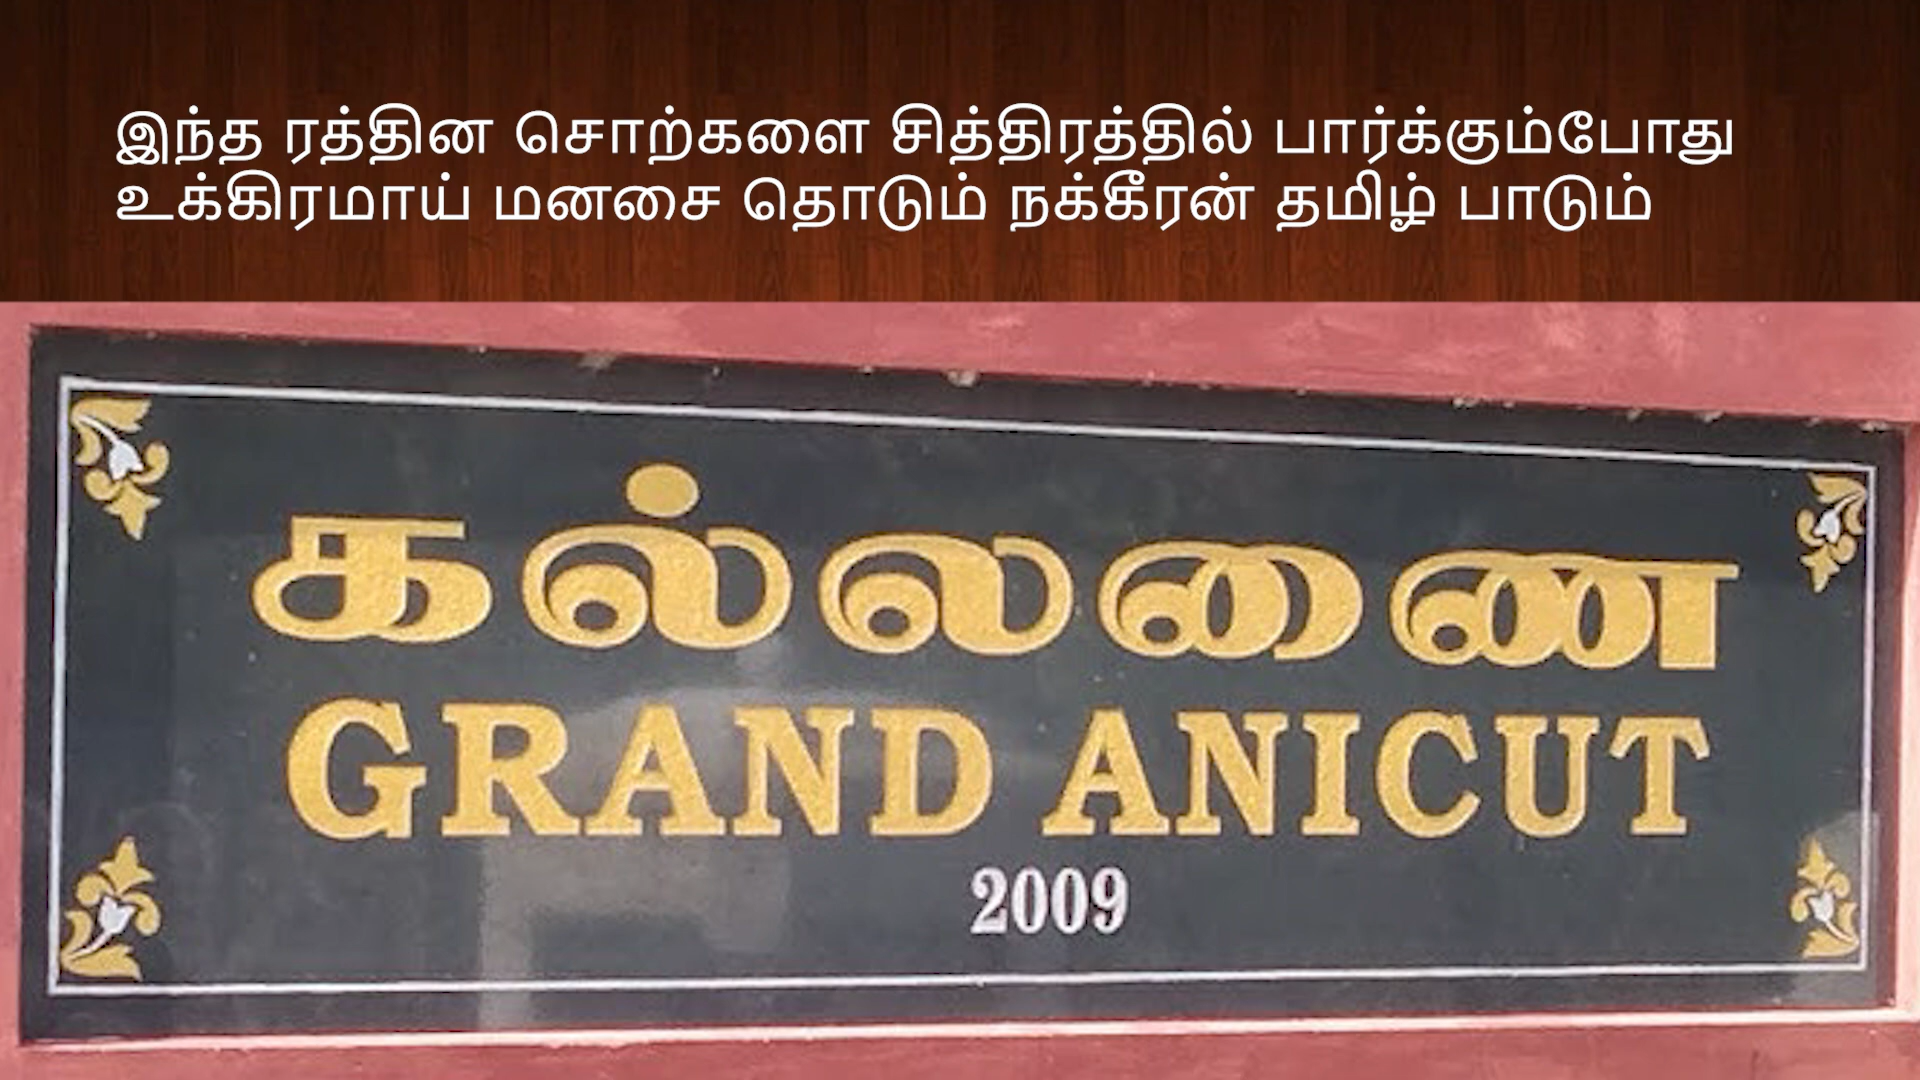 இந்த ரத்தின சொற்களை சித்திரத்தில் பார்க்கும்போது
உக்கிரமாய் மனசை தொடும் நக்கீரன் தமிழ் பாடும்
கல்லணை
GRAND ANICUT
2009